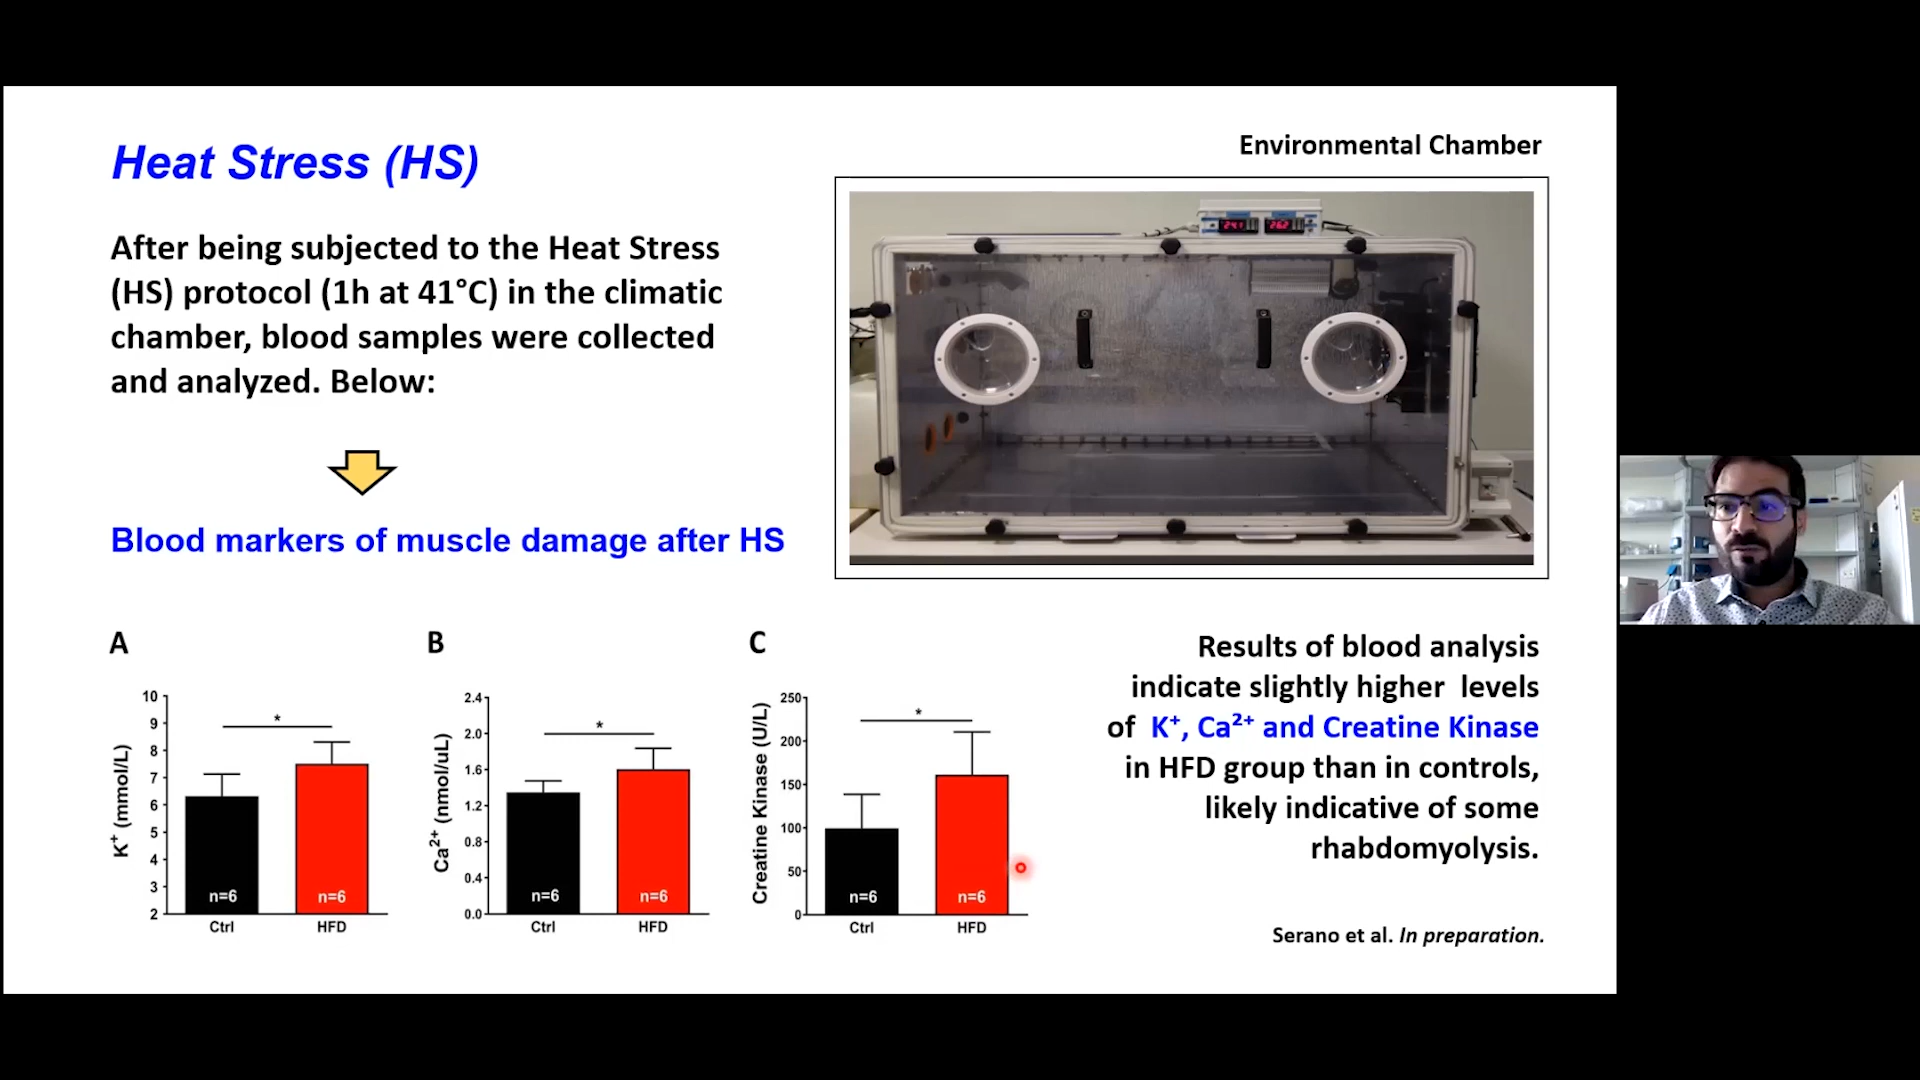 Heat Stress (HS)
Environmental Chamber
After being subjected to the Heat Stress
(HS) protocol (1h at 41°C) in the climatic
chamber, blood samples were collected
and analyzed. Below:
Blood markers of muscle damage after HS
A
K⁺ (mmol/L)
10
9
8
7
6
5
4
3
2
*
n=6
n=6
Ctrl
HFD
B
Ca²⁺ (nmol/uL)
2.4
2.0
1.6
1.2
0.8
0.4
0.0
*
n=6
n=6
Ctrl
HFD
C
Creatine Kinase (U/L)
250
200
150
100
50
0
*
n=6
n=6
Ctrl
HFD
Results of blood analysis
indicate slightly higher levels
of K⁺, Ca²⁺ and Creatine Kinase
in HFD group than in controls,
likely indicative of some
rhabdomyolysis.
Serano et al. In preparation.